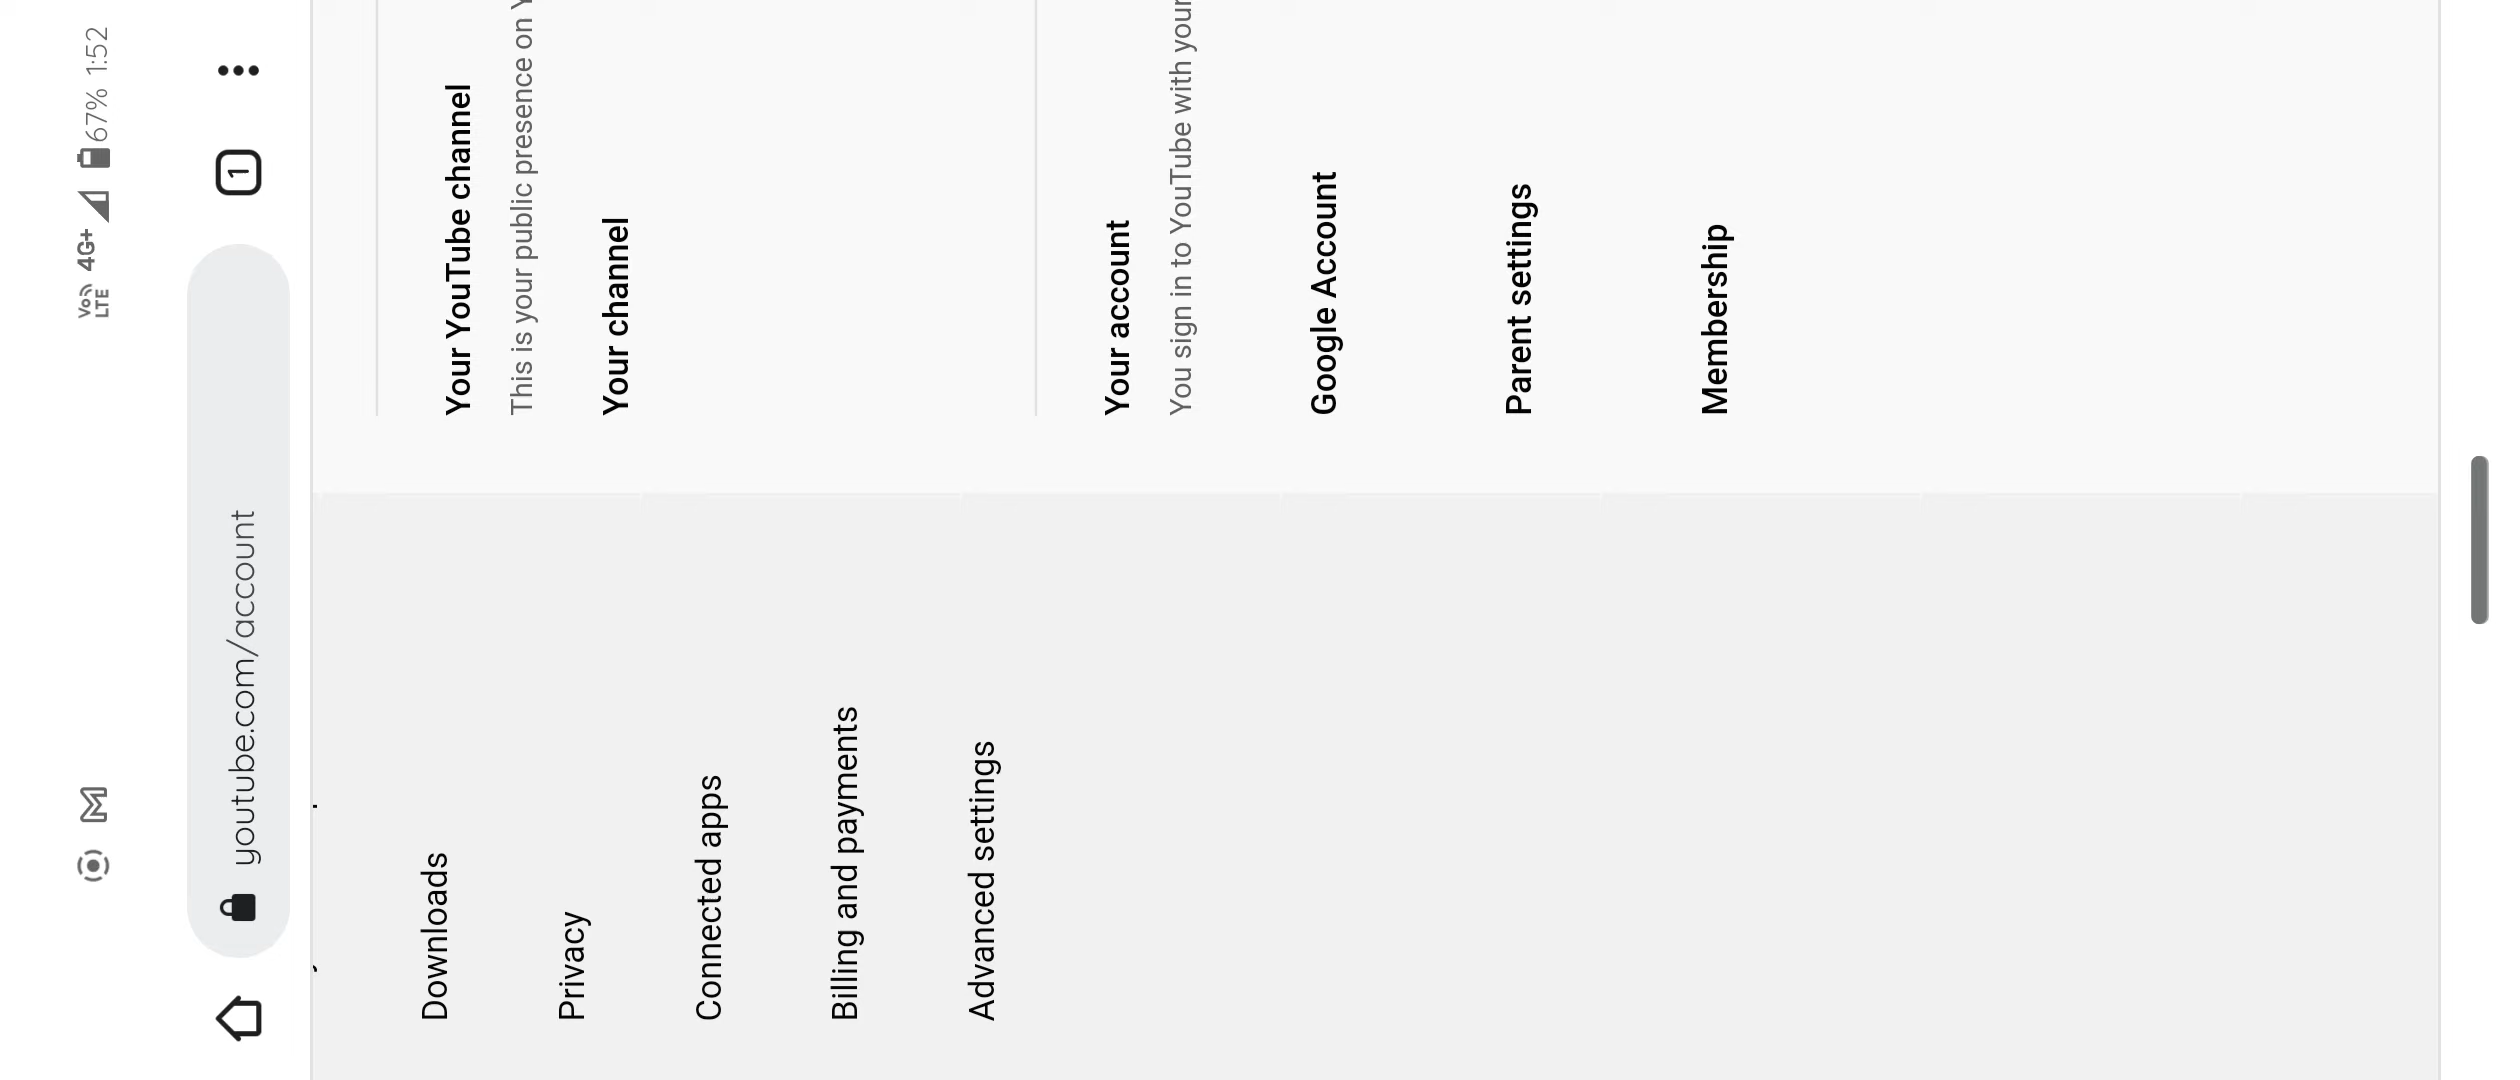 VoLTE 4G+ 67% 1:52
youtube.com/account
1
Downloads
Privacy
Connected apps
Billing and payments
Advanced settings
Your YouTube channel
This is your public presence on
Your channel
Your account
You sign in to YouTube with your
Google Account
Parent settings
Membership